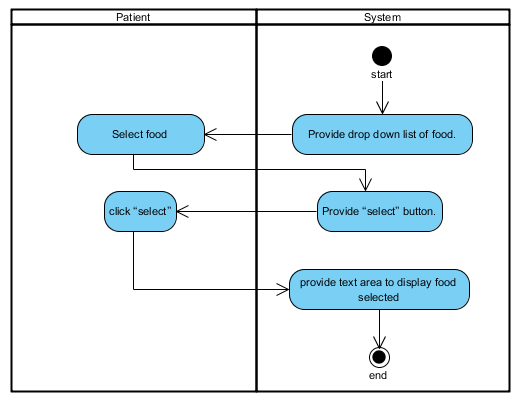 Patient
System
start
Select food
Provide drop down list of food.
click “select”
Provide “select” button.
provide text area to display food
selected
end